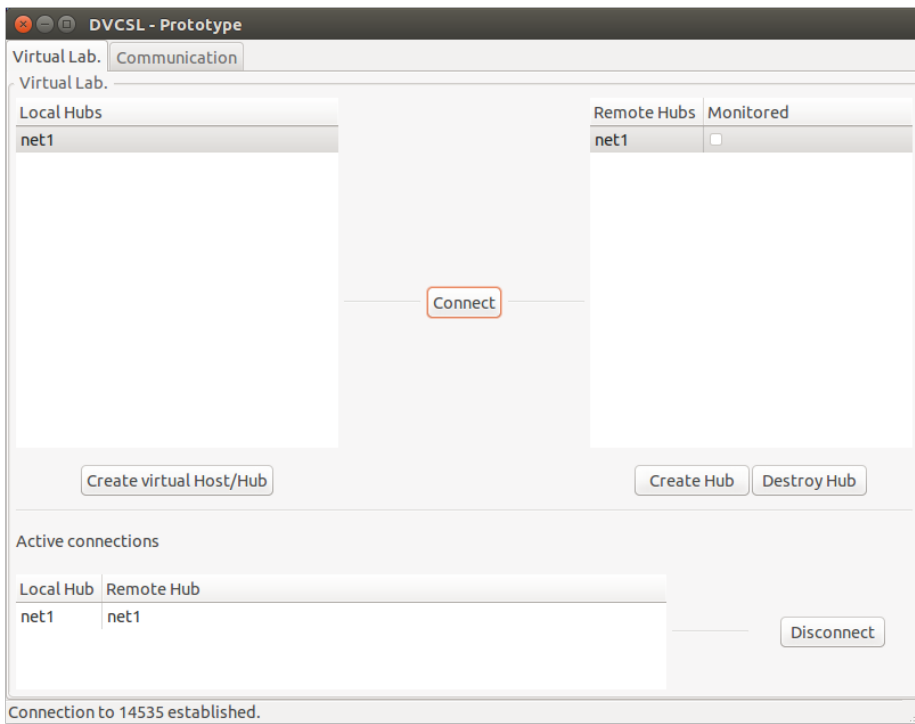 DVCSL - Prototype
Virtual Lab. Communication
Virtual Lab.
Local Hubs
net1
Remote Hubs Monitored
net1
Connect
Create virtual Host/Hub
Create Hub Destroy Hub
Active connections
Local Hub Remote Hub
net1 net1
Disconnect
Connection to 14535 established.